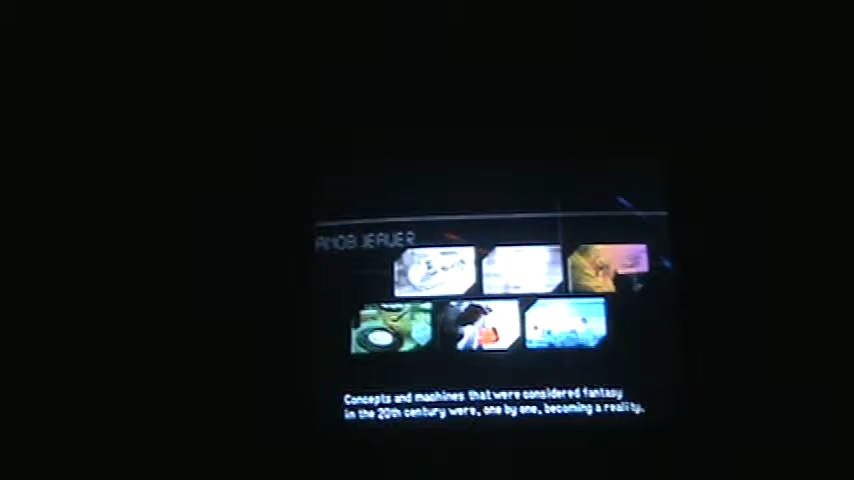 Concepts and machines that were considered fantasy
in the 20th century were, one by one, becoming a reality.